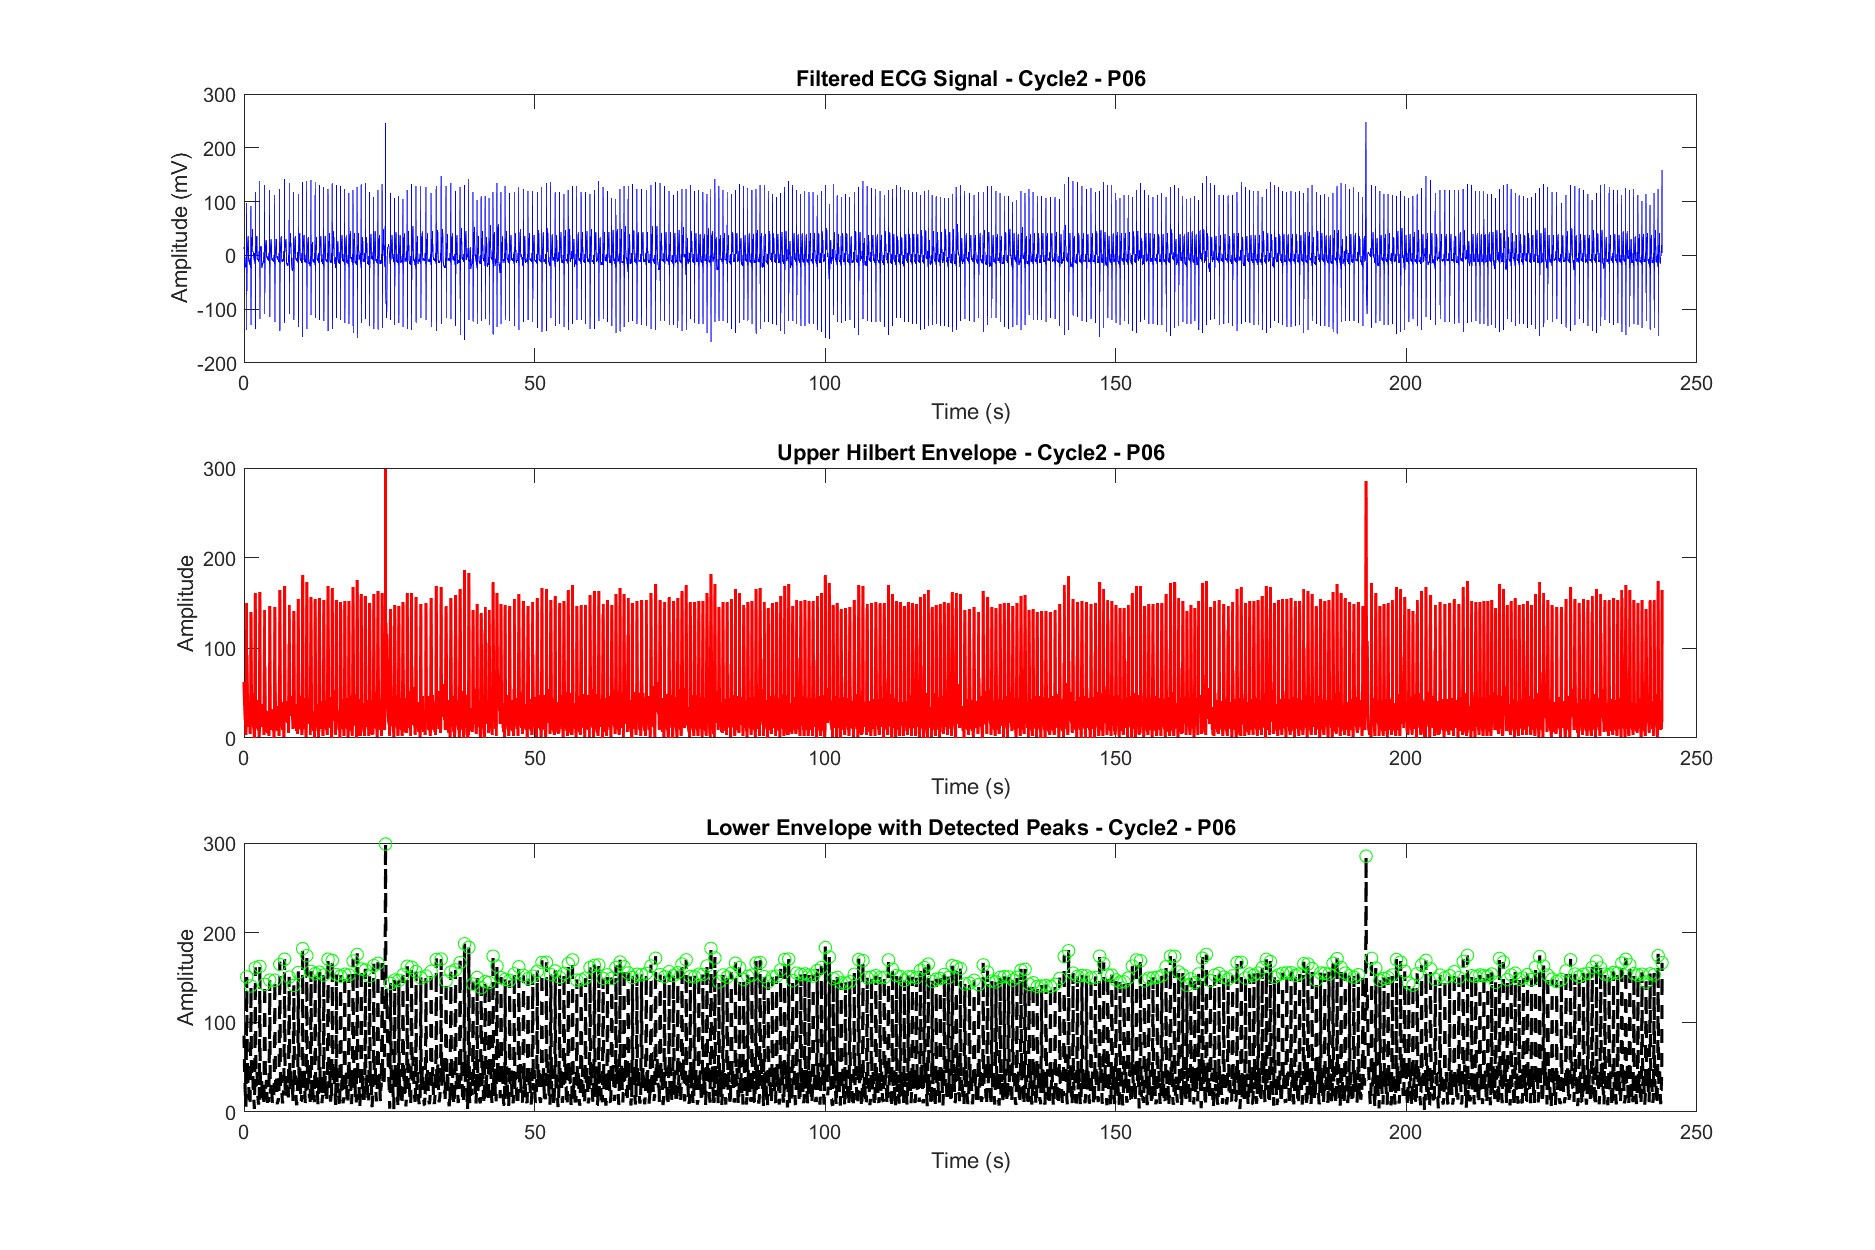 Filtered ECG Signal - Cycle2 - P06
300
200
100
0
-100
-200
Amplitude (mV)
0 50 100 150 200 250
Time (s)
Upper Hilbert Envelope - Cycle2 - P06
300
200
100
0
Amplitude
0 50 100 150 200 250
Time (s)
Lower Envelope with Detected Peaks - Cycle2 - P06
300
200
100
0
Amplitude
0 50 100 150 200 250
Time (s)